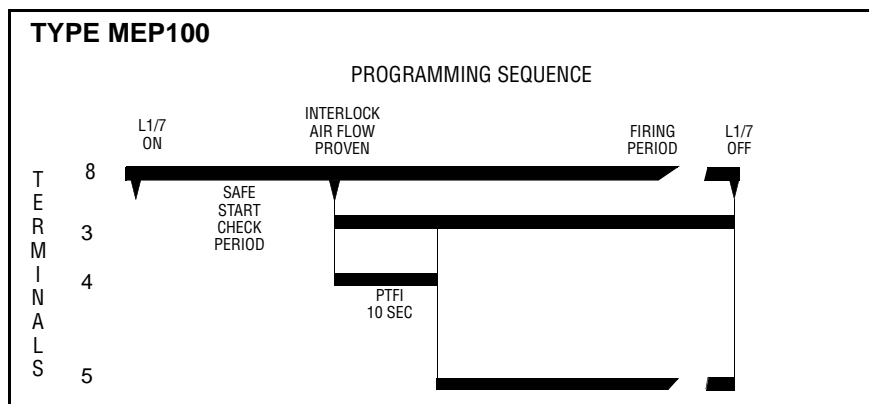 TYPE MEP100
PROGRAMMING SEQUENCE
L1/7
ON
INTERLOCK
AIR FLOW
PROVEN
FIRING
PERIOD
L1/7
OFF
TERMINALS
8
SAFE
START
CHECK
PERIOD
3
4
PTFI
10 SEC
5